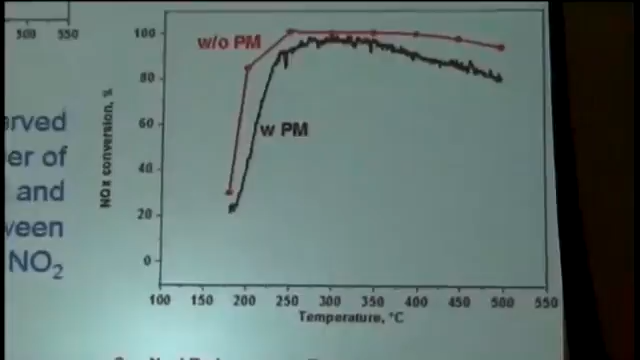 500 550
100
w/o PM
80
arved
60
w PM
er of
NOx conversion, %
40
and
20
ween
NO2
0
100 150 200 250 300 350 400 450 500 550
Temperature, °C